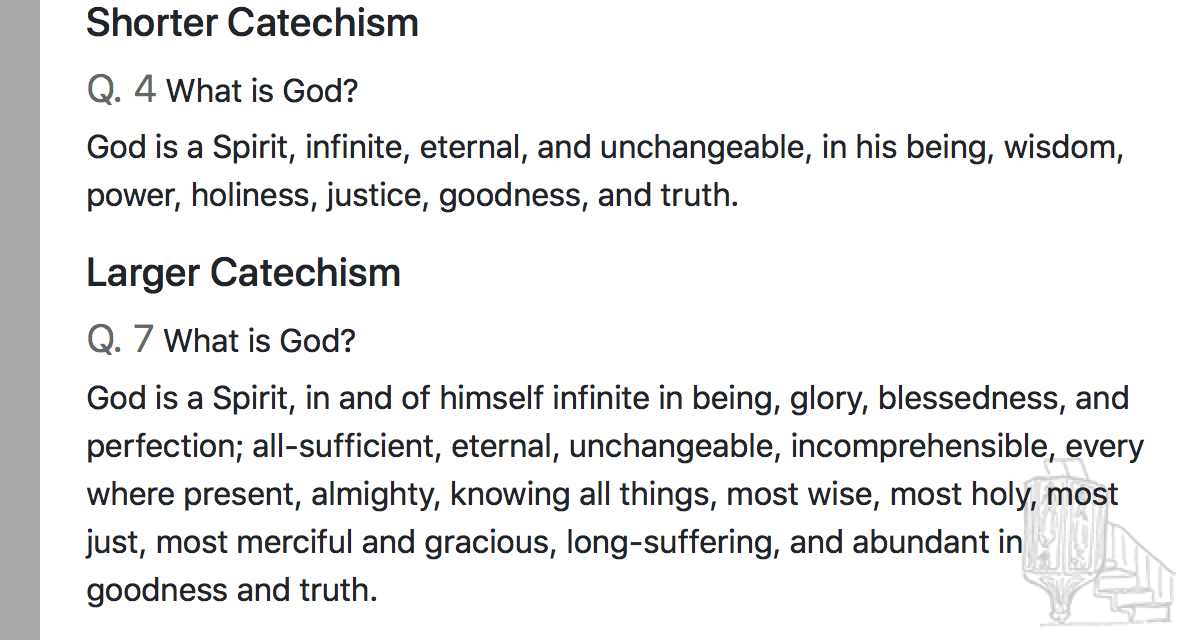 Shorter Catechism
Q. 4 What is God?
God is a Spirit, infinite, eternal, and unchangeable, in his being, wisdom,
power, holiness, justice, goodness, and truth.
Larger Catechism
Q. 7 What is God?
God is a Spirit, in and of himself infinite in being, glory, blessedness, and
perfection; all-sufficient, eternal, unchangeable, incomprehensible, every
where present, almighty, knowing all things, most wise, most holy, most
just, most merciful and gracious, long-suffering, and abundant in
goodness and truth.